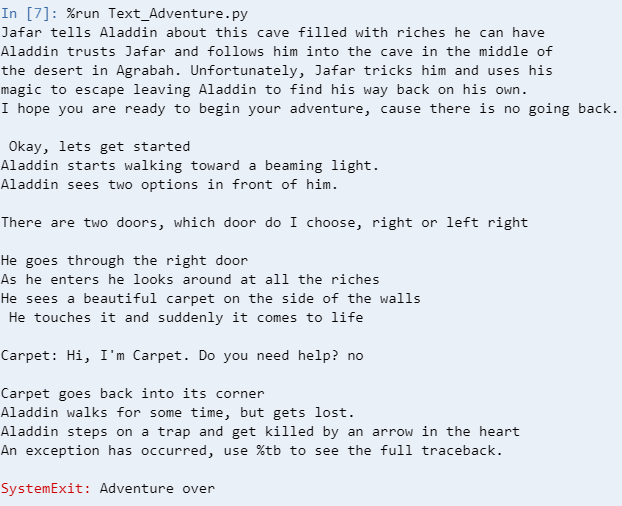 In [7]: %run Text_Adventure.py
Jafar tells Aladdin about this cave filled with riches he can have
Aladdin trusts Jafar and follows him into the cave in the middle of
the desert in Agrabah. Unfortunately, Jafar tricks him and uses his
magic to escape leaving Aladdin to find his way back on his own.
I hope you are ready to begin your adventure, cause there is no going back.
Okay, lets get started
Aladdin starts walking toward a beaming light.
Aladdin sees two options in front of him.
There are two doors, which door do I choose, right or left right
He goes through the right door
As he enters he looks around at all the riches
He sees a beautiful carpet on the side of the walls
He touches it and suddenly it comes to life
Carpet: Hi, I'm Carpet. Do you need help? no
Carpet goes back into its corner
Aladdin walks for some time, but gets lost.
Aladdin steps on a trap and get killed by an arrow in the heart
An exception has occurred, use %tb to see the full traceback.
SystemExit: Adventure over